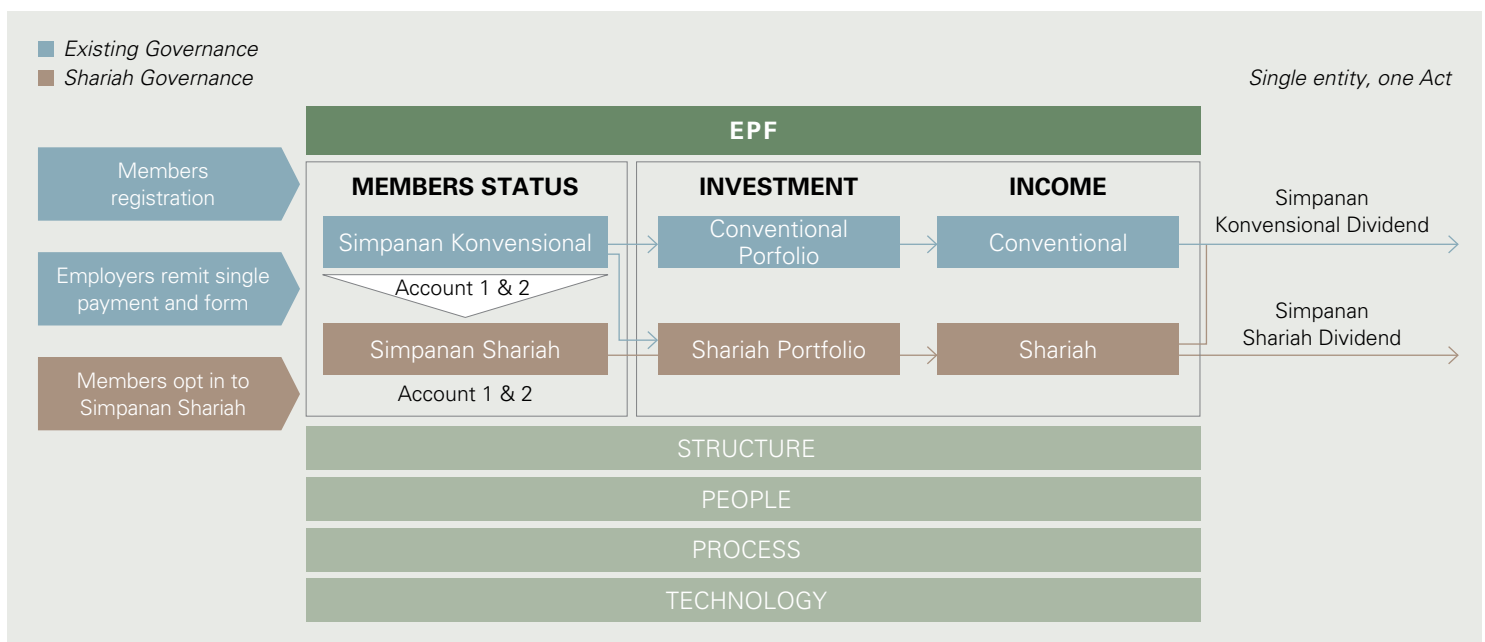 Existing Governance
Shariah Governance
Single entity, one Act
EPF
Members
registration
Employers remit single
payment and form
Members opt in to
Simpanan Shariah
MEMBERS STATUS
Simpanan Konvensional
Account 1 & 2
Simpanan Shariah
Account 1 & 2
INVESTMENT
Conventional
Porfolio
Shariah Portfolio
INCOME
Conventional
Shariah
Simpanan
Konvensional Dividend
Simpanan
Shariah Dividend
STRUCTURE
PEOPLE
PROCESS
TECHNOLOGY